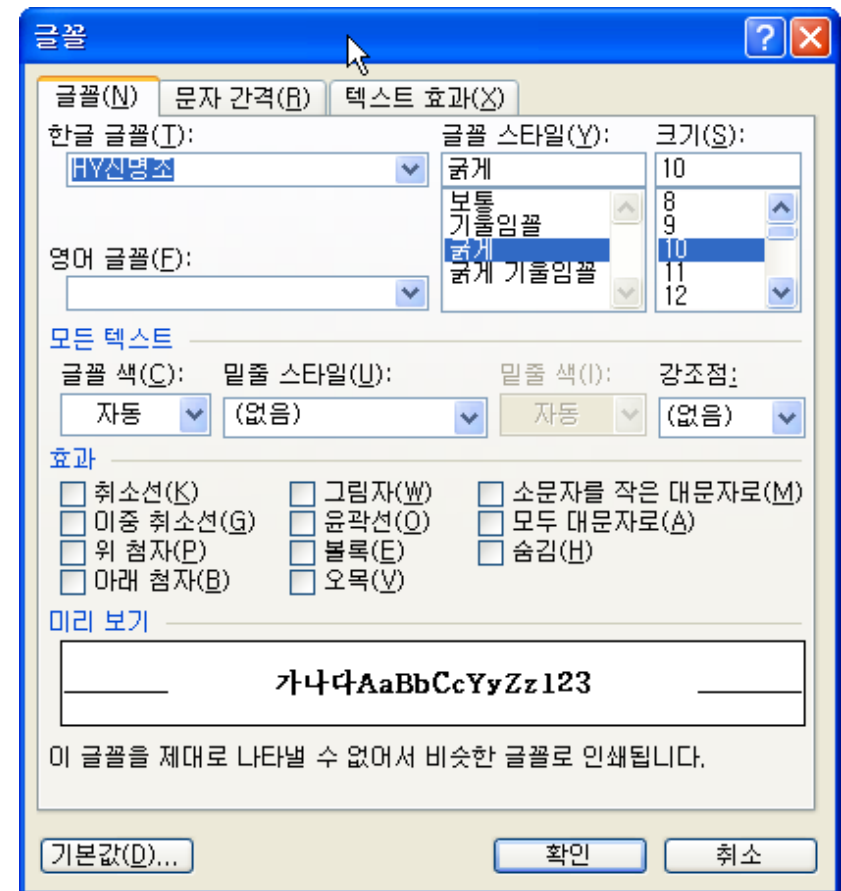 글꼴
글꼴(N) 문자 간격(R) 텍스트 효과(X)
한글 글꼴(T): 글꼴 스타일(Y): 크기(S):
HY신명조 굵게 10
보통 8
기울임꼴 9
굵게 10
굵게 기울임꼴 11
12
영어 글꼴(F):
모든 텍스트
글꼴 색(C): 밑줄 스타일(U): 밑줄 색(I): 강조점:
자동 (없음) 자동 (없음)
효과
취소선(K) 그림자(W) 소문자를 작은 대문자로(M)
이중 취소선(G) 윤곽선(O) 모두 대문자로(A)
위 첨자(P) 볼록(E) 숨김(H)
아래 첨자(B) 오목(V)
미리 보기
가나다AaBbCcYyZz123
이 글꼴을 제대로 나타낼 수 없어서 비슷한 글꼴로 인쇄됩니다.
기본값(D)... 확인 취소